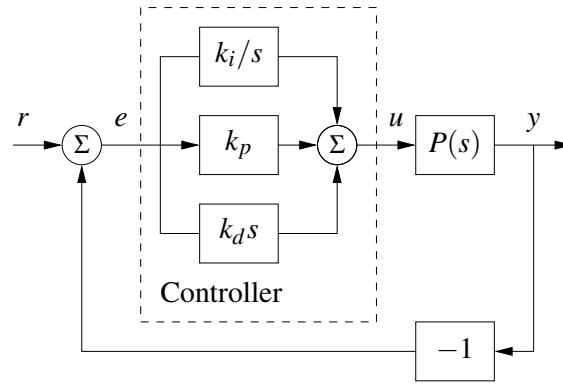 k_i/s
r
e
u
y
Σ
k_p
Σ
P(s)
k_d s
Controller
−1